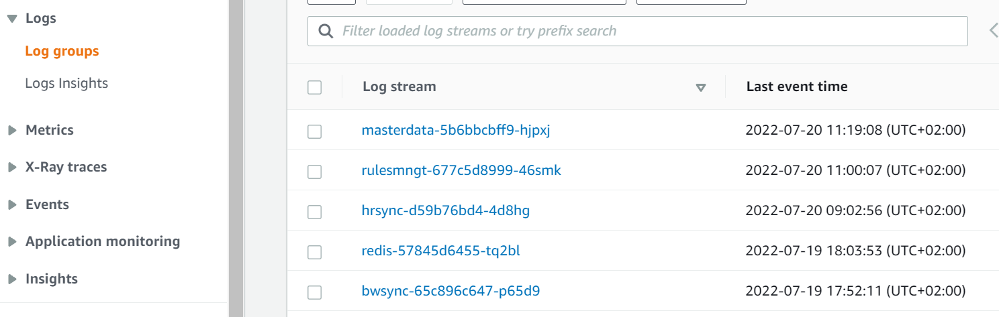 Logs
Log groups
Logs Insights
Metrics
X-Ray traces
Events
Application monitoring
Insights
Filter loaded log streams or try prefix search
Log stream Last event time
masterdata-5b6bbcbff9-hjpxj 2022-07-20 11:19:08 (UTC+02:00)
rulesmngt-677c5d8999-46smk 2022-07-20 11:00:07 (UTC+02:00)
hrsync-d59b76bd4-4d8hg 2022-07-20 09:02:56 (UTC+02:00)
redis-57845d6455-tq2bl 2022-07-19 18:03:53 (UTC+02:00)
bwsync-65c896c647-p65d9 2022-07-19 17:52:11 (UTC+02:00)